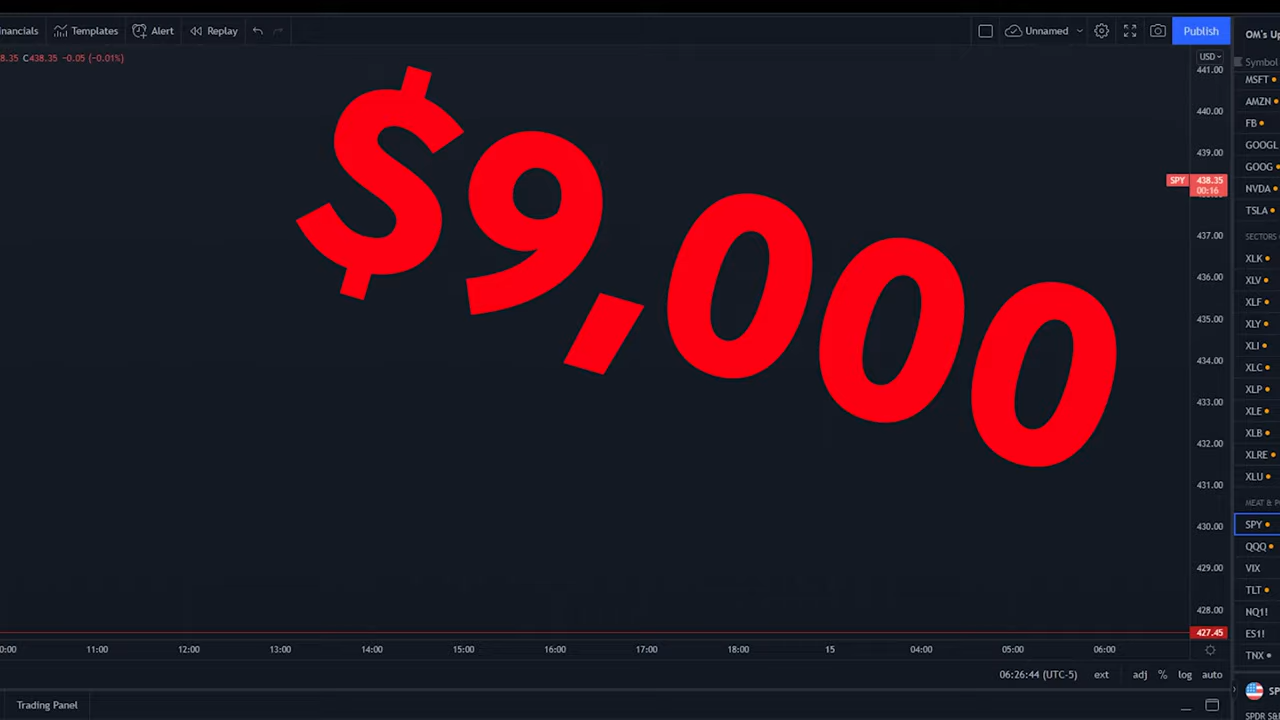 nancials Templates Alert Replay Unnamed Publish
8.35 C438.35 −0.05 (−0.01%)
USD
441.00
440.00
439.00
SPY 438.35
00:16
437.00
436.00
435.00
434.00
433.00
432.00
431.00
430.00
429.00
428.00
427.45
$9,000
0:00 11:00 12:00 13:00 14:00 15:00 16:00 17:00 18:00 15 04:00 05:00 06:00
06:26:44 (UTC-5) ext adj % log auto
Trading Panel
OM's Up
Symbol
MSFT
AMZN
FB
GOOGL
GOOG
NVDA
TSLA
SECTORS
XLK
XLV
XLF
XLY
XLI
XLC
XLP
XLE
XLB
XLRE
XLU
MEAT & P
SPY
QQQ
VIX
TLT
NQ1!
ES1!
TNX
SP
SPDR S&